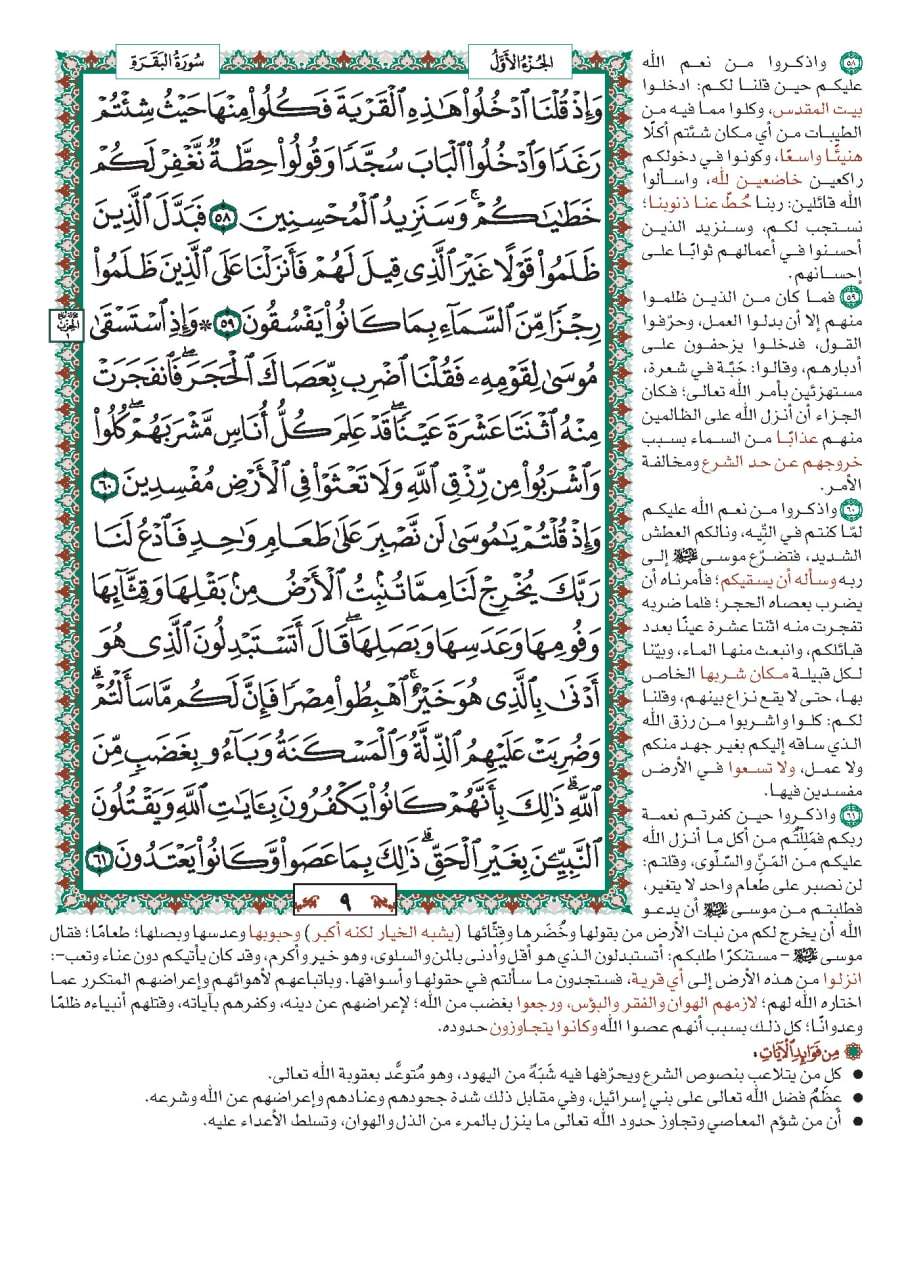 الجُزْءُ الأَوَّلُ
سُورَةُ البَقَرَةِ
وَإِذْ قُلْنَا ٱدْخُلُوا۟ هَـٰذِهِ ٱلْقَرْيَةَ فَكُلُوا۟ مِنْهَا حَيْثُ شِئْتُمْ
رَغَدًا وَٱدْخُلُوا۟ ٱلْبَابَ سُجَّدًا وَقُولُوا۟ حِطَّةٌ نَّغْفِرْ لَكُمْ
خَطَـٰيَـٰكُمْ ۚ وَسَنَزِيدُ ٱلْمُحْسِنِينَ ٥٨ فَبَدَّلَ ٱلَّذِينَ
ظَلَمُوا۟ قَوْلًا غَيْرَ ٱلَّذِى قِيلَ لَهُمْ فَأَنزَلْنَا عَلَى ٱلَّذِينَ ظَلَمُوا۟
رِجْزًا مِّنَ ٱلسَّمَآءِ بِمَا كَانُوا۟ يَفْسُقُونَ ٥٩ ۞ وَإِذِ ٱسْتَسْقَىٰ
مُوسَىٰ لِقَوْمِهِۦ فَقُلْنَا ٱضْرِب بِّعَصَاكَ ٱلْحَجَرَ ۖ فَٱنفَجَرَتْ
مِنْهُ ٱثْنَتَا عَشْرَةَ عَيْنًا ۖ قَدْ عَلِمَ كُلُّ أُنَاسٍ مَّشْرَبَهُمْ ۖ كُلُوا۟
وَٱشْرَبُوا۟ مِن رِّزْقِ ٱللَّهِ وَلَا تَعْثَوْا۟ فِى ٱلْأَرْضِ مُفْسِدِينَ ٦٠
وَإِذْ قُلْتُمْ يَـٰمُوسَىٰ لَن نَّصْبِرَ عَلَىٰ طَعَامٍ وَٰحِدٍ فَٱدْعُ لَنَا
رَبَّكَ يُخْرِجْ لَنَا مِمَّا تُنۢبِتُ ٱلْأَرْضُ مِنۢ بَقْلِهَا وَقِثَّآئِهَا
وَفُومِهَا وَعَدَسِهَا وَبَصَلِهَا ۖ قَالَ أَتَسْتَبْدِلُونَ ٱلَّذِى هُوَ
أَدْنَىٰ بِٱلَّذِى هُوَ خَيْرٌ ۚ ٱهْبِطُوا۟ مِصْرًا فَإِنَّ لَكُم مَّا سَأَلْتُمْ ۗ
وَضُرِبَتْ عَلَيْهِمُ ٱلذِّلَّةُ وَٱلْمَسْكَنَةُ وَبَآءُو بِغَضَبٍ مِّنَ
ٱللَّهِ ۗ ذَٰلِكَ بِأَنَّهُمْ كَانُوا۟ يَكْفُرُونَ بِـَٔايَـٰتِ ٱللَّهِ وَيَقْتُلُونَ
ٱلنَّبِيِّـۧنَ بِغَيْرِ ٱلْحَقِّ ۗ ذَٰلِكَ بِمَا عَصَوا۟ وَّكَانُوا۟ يَعْتَدُونَ ٦١
٩
٥٨ واذكروا من نعم الله
عليكم حين قلنا لكم: ادخلوا
بيت المقدس، وكلوا مما فيه من
الطيبات من أي مكان شئتم أكلًا
هنيئًا واسعًا، وكونوا في دخولكم
راكعين خاضعين لله، واسألوا
الله قائلين: ربنا حُطَّ عنا ذنوبنا؛
نستجب لكم، وسنزيد الذين
أحسنوا في أعمالهم ثوابًا على
إحسانهم.
٥٩ فما كان من الذين ظلموا
منهم إلا أن بدلوا العمل، وحرَّفوا
القول، فدخلوا يزحفون على
أدبارهم، وقالوا: حَبَّة في شعرة،
مستهزئين بأمر الله تعالى؛ فكان
الجزاء أن أنزل الله على الظالمين
منهم عذابًا من السماء بسبب
خروجهم عن حد الشرع ومخالفة
الأمر.
٦٠ واذكروا من نعم الله عليكم
لمّا كنتم في التِّيه، ونالكم العطش
الشديد، فتضرّع موسى ﷺ إلى
ربه وسأله أن يسقيكم؛ فأمرناه أن
يضرب بعصاه الحجر؛ فلما ضربه
تفجرت منه اثنتا عشرة عينًا بعدد
قبائلكم، وانبعث منها الماء، وبيّنا
لكل قبيلة مكان شربها الخاص
بها، حتى لا يقع نزاع بينهم، وقلنا
لكم: كلوا واشربوا من رزق الله
الذي ساقه إليكم بغير جهد منكم
ولا عمل، ولا تسعوا في الأرض
مفسدين فيها.
٦١ واذكروا حين كفرتم نعمة
ربكم فمَلِلْتُم من أكل ما أنزل الله
عليكم من المَنِّ والسَّلْوى، وقلتم:
لن نصبر على طعام واحد لا يتغير،
فطلبتم من موسى ﷺ أن يدعو
الله أن يخرج لكم من نبات الأرض من بقولها وخُضَرها وقِثَّائها (يشبه الخيار لكنه أكبر) وحبوبها وعدسها وبصلها؛ طعامًا؛ فقال
موسى ﷺ - مستنكرًا طلبكم: أتستبدلون الذي هو أقل وأدنى بالمن والسلوى، وهو خير وأكرم، وقد كان يأتيكم دون عناء وتعب-:
انزلوا من هذه الأرض إلى أي قرية، فستجدون ما سألتم في حقولها وأسواقها. وباتباعهم لأهوائهم وإعراضهم المتكرر عما
اختاره الله لهم؛ لازمهم الهوان والفقر والبؤس، ورجعوا بغضب من الله؛ لإعراضهم عن دينه، وكفرهم بآياته، وقتلهم أنبياءه ظلمًا
وعدوانًا؛ كل ذلك بسبب أنهم عصوا الله وكانوا يتجاوزون حدوده.
مِن فَوَائِدِ الْآيَاتِ:
• كل من يتلاعب بنصوص الشرع ويحرّفها فيه شَبَهٌ من اليهود، وهو مُتوعَّد بعقوبة الله تعالى.
• عِظَمُ فضل الله تعالى على بني إسرائيل، وفي مقابل ذلك شدة جحودهم وعنادهم وإعراضهم عن الله وشرعه.
• أن من شؤم المعاصي وتجاوز حدود الله تعالى ما ينزل بالمرء من الذل والهوان، وتسلط الأعداء عليه.